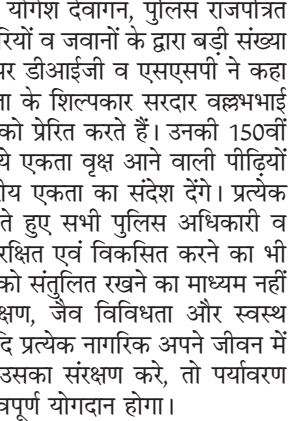 योगेश देवांगन, पुलिस राजपत्रित
रियों व जवानों के द्वारा बड़ी संख्या
पर डीआईजी व एसएसपी ने कहा
ता के शिल्पकार सरदार वल्लभभाई
को प्रेरित करते हैं। उनकी 150वीं
ये एकता वृक्ष आने वाली पीढ़ियों
ीय एकता का संदेश देंगे। प्रत्येक
ते हुए सभी पुलिस अधिकारी व
रक्षित एवं विकसित करने का भी
को संतुलित रखने का माध्यम नहीं
क्षण, जैव विविधता और स्वस्थ
दि प्रत्येक नागरिक अपने जीवन में
उसका संरक्षण करे, तो पर्यावरण
वपूर्ण योगदान होगा।